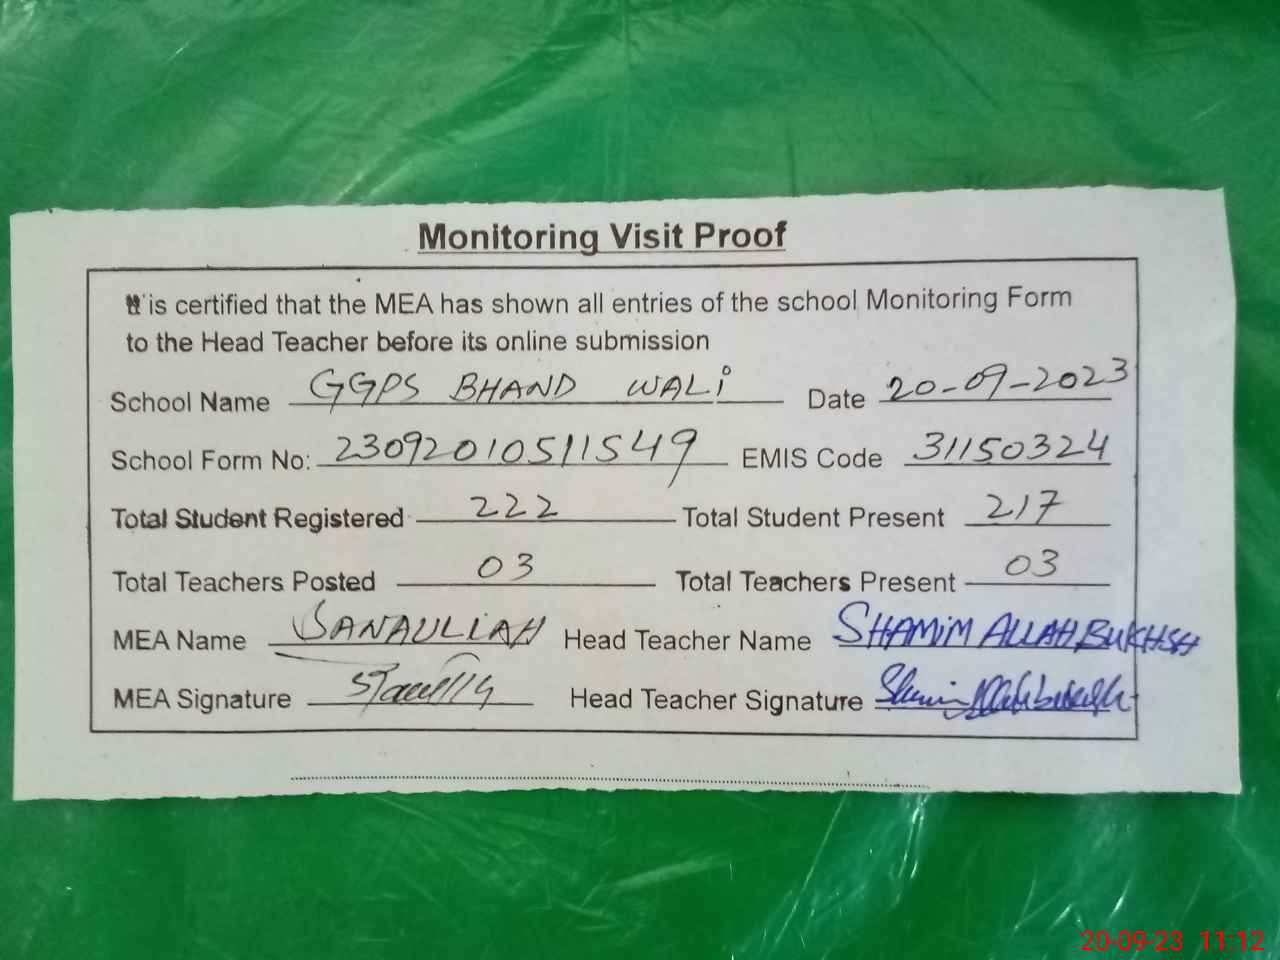 Monitoring Visit Proof
It is certified that the MEA has shown all entries of the school Monitoring Form
to the Head Teacher before its online submission
School Name GGPS BHAND WALI Date 20-09-2023
School Form No: 23092010511549 EMIS Code 31150324
Total Student Registered 222 Total Student Present 217
Total Teachers Posted 03 Total Teachers Present 03
MEA Name SANAULLAH Head Teacher Name SHAMIM ALLAH BUKHSH
MEA Signature Head Teacher Signature
20-09-23 11:12